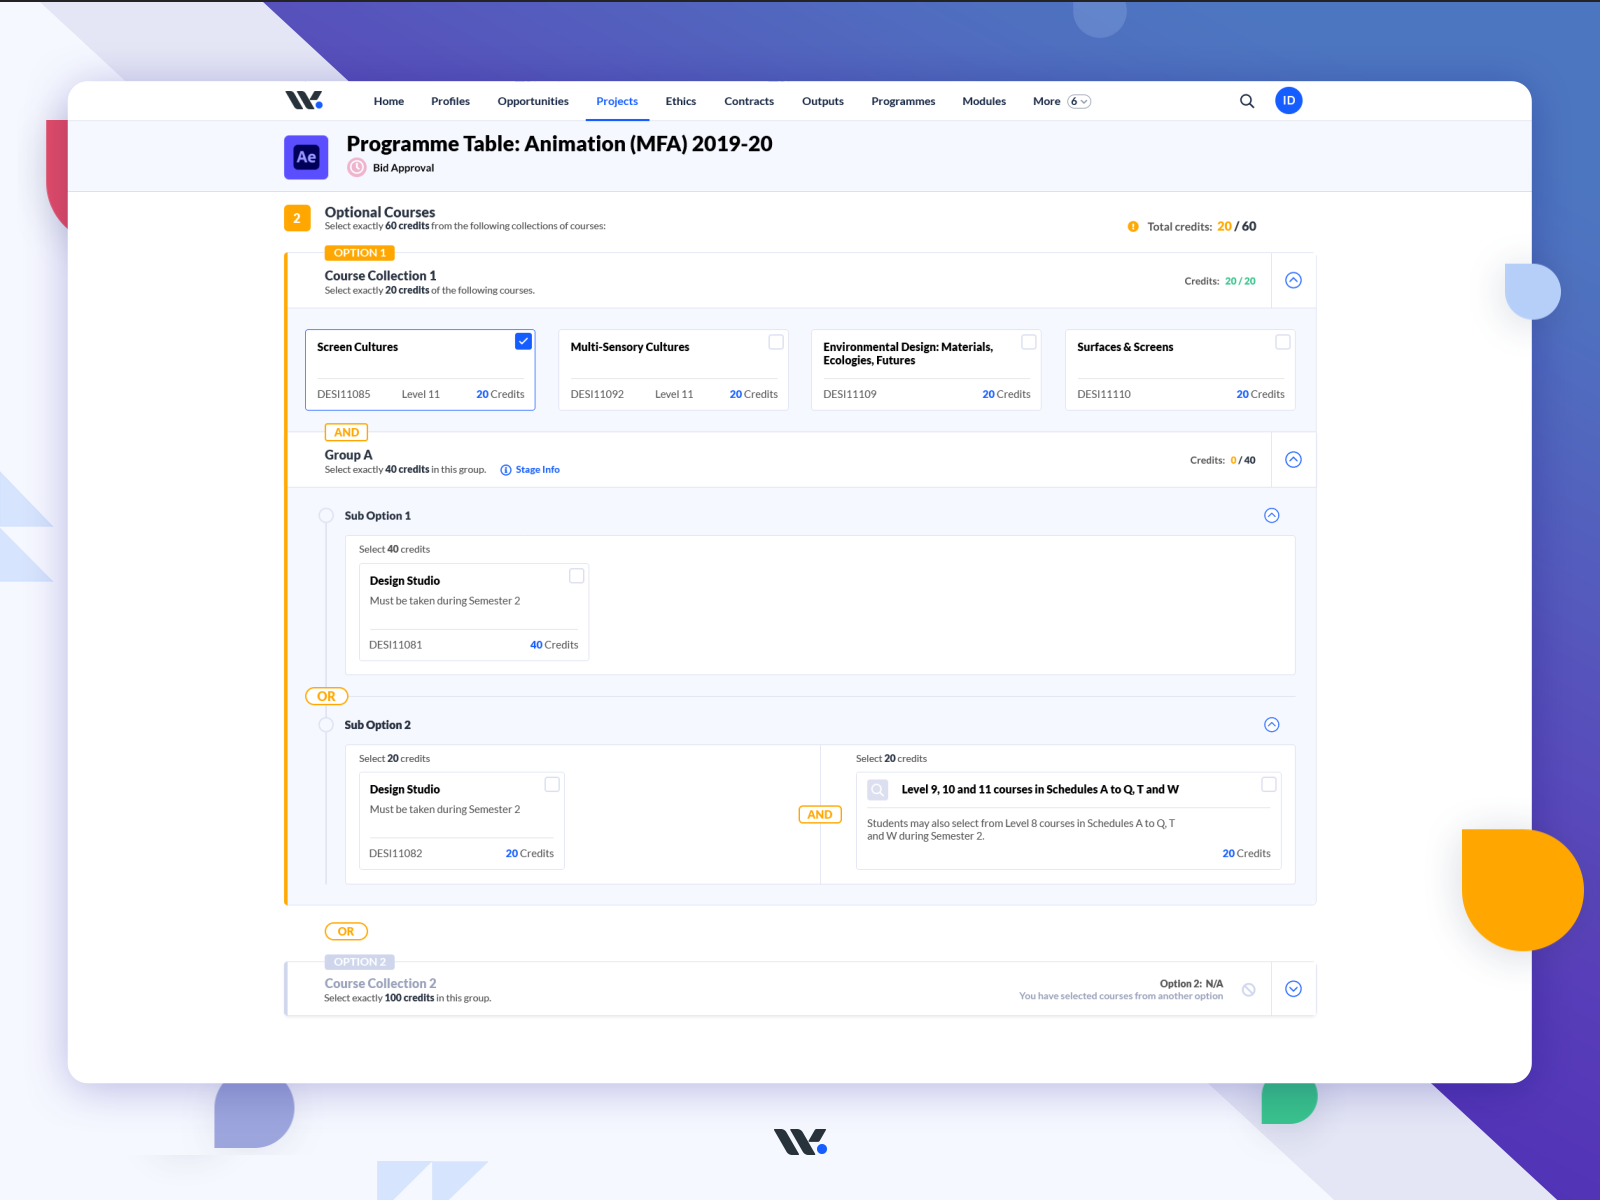 W.
Home Profiles Opportunities Projects Ethics Contracts Outputs Programmes Modules More 6 ID
Ae
Programme Table: Animation (MFA) 2019-20
Bid Approval
2
Optional Courses
Select exactly 60 credits from the following collections of courses:
! Total credits: 20 / 60
OPTION 1
Course Collection 1
Select exactly 20 credits of the following courses.
Credits: 20 / 20
Screen Cultures
DESI11085 Level 11 20 Credits
Multi-Sensory Cultures
DESI11092 Level 11 20 Credits
Environmental Design: Materials,
Ecologies, Futures
DESI11109 20 Credits
Surfaces & Screens
DESI11110 20 Credits
AND
Group A
Select exactly 40 credits in this group. Stage Info
Credits: 0 / 40
Sub Option 1
Select 40 credits
Design Studio
Must be taken during Semester 2
DESI11081 40 Credits
OR
Sub Option 2
Select 20 credits
Design Studio
Must be taken during Semester 2
DESI11082 20 Credits
AND
Select 20 credits
Level 9, 10 and 11 courses in Schedules A to Q, T and W
Students may also select from Level 8 courses in Schedules A to Q, T
and W during Semester 2.
20 Credits
OR
OPTION 2
Course Collection 2
Select exactly 100 credits in this group.
Option 2: N/A
You have selected courses from another option
W.